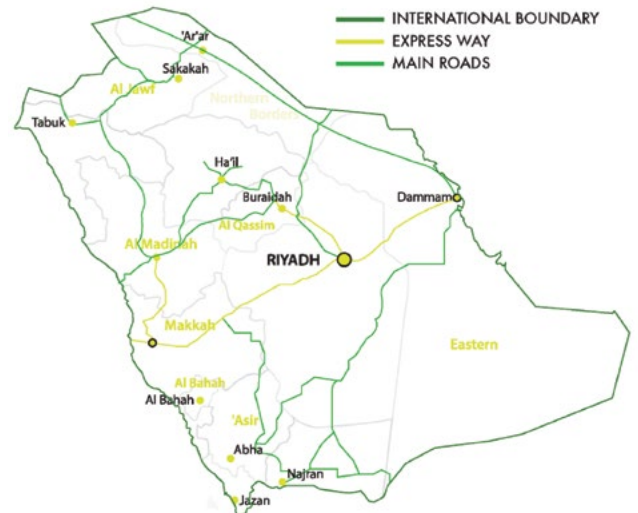 INTERNATIONAL BOUNDARY
EXPRESS WAY
MAIN ROADS
'Ar'ar
Sakakah
Al Jawf
Northern
Borders
Tabuk
Ha'il
Buraidah
Dammam
Al Qassim
Al Madinah
RIYADH
Makkah
Eastern
Al Bahah
Al Bahah
'Asir
Abha
Najran
Jazan